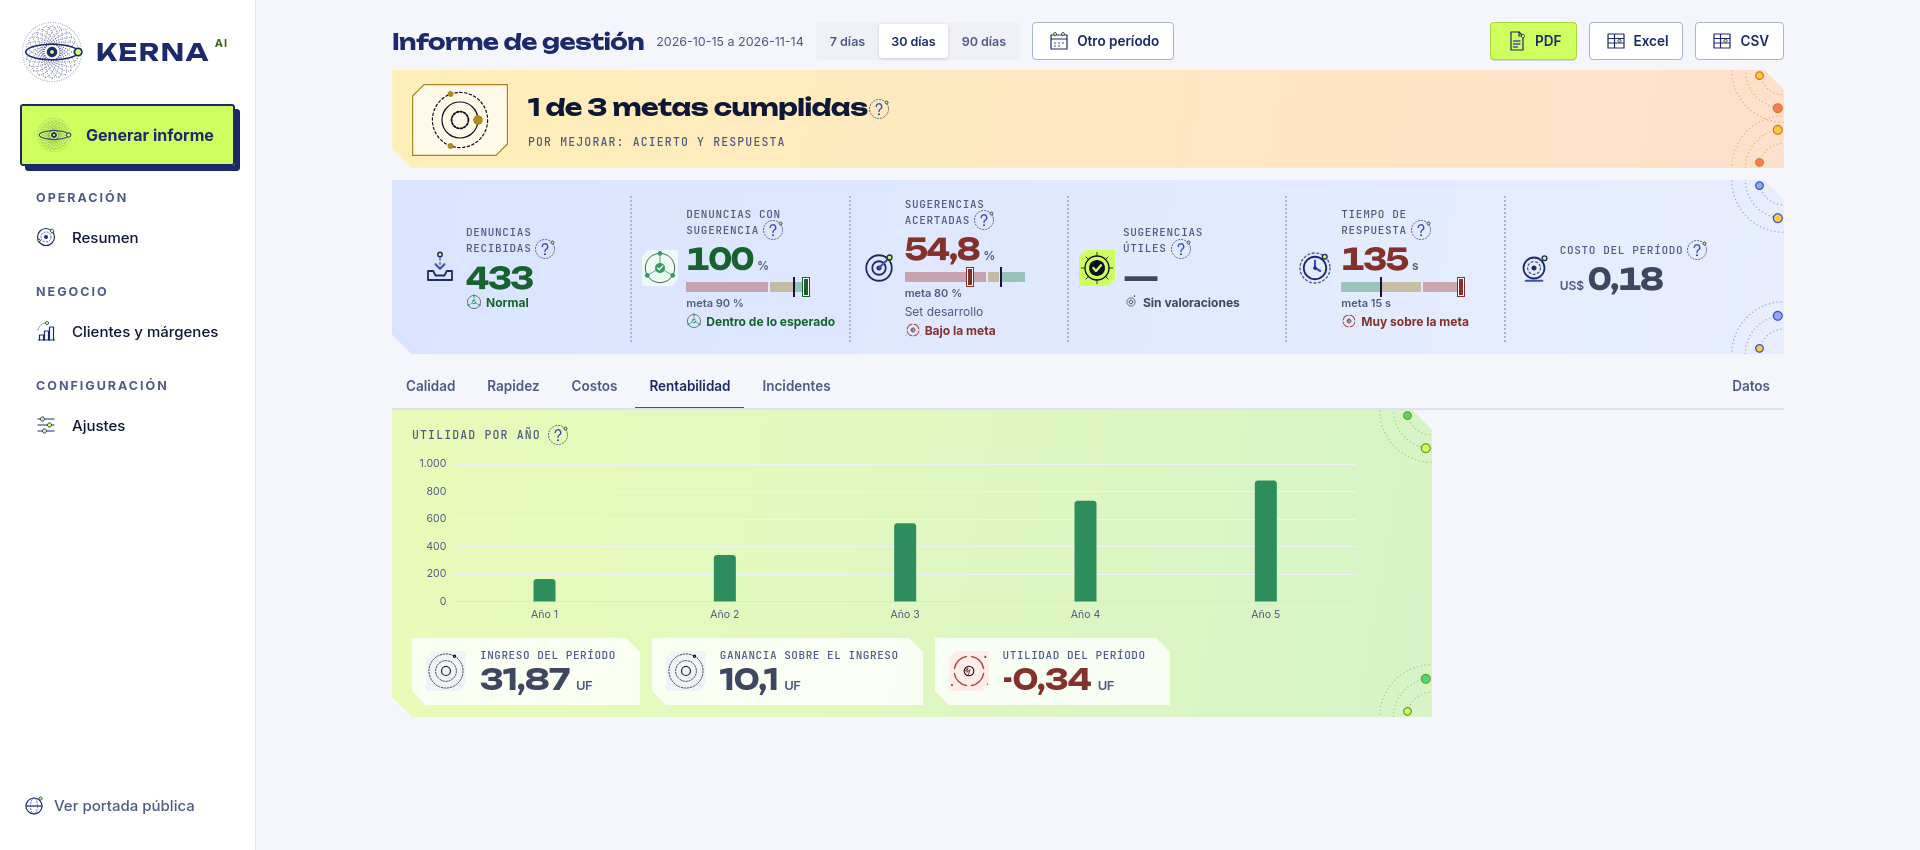 KERNA AI
Generar informe
OPERACIÓN
Resumen
NEGOCIO
Clientes y márgenes
CONFIGURACIÓN
Ajustes
Ver portada pública
Informe de gestión 2026-10-15 a 2026-11-14 7 días 30 días 90 días Otro período PDF Excel CSV
1 de 3 metas cumplidas ?
POR MEJORAR: ACIERTO Y RESPUESTA
DENUNCIAS
RECIBIDAS ?
433
Normal
DENUNCIAS CON
SUGERENCIA ?
100 %
meta 90 %
Dentro de lo esperado
SUGERENCIAS
ACERTADAS ?
54,8 %
meta 80 %
Set desarrollo
Bajo la meta
SUGERENCIAS
ÚTILES ?
—
Sin valoraciones
TIEMPO DE
RESPUESTA ?
135 s
meta 15 s
Muy sobre la meta
COSTO DEL PERÍODO ?
US$ 0,18
Calidad Rapidez Costos Rentabilidad Incidentes Datos
UTILIDAD POR AÑO ?
1.000
800
600
400
200
0
Año 1 Año 2 Año 3 Año 4 Año 5
INGRESO DEL PERÍODO
31,87 UF
GANANCIA SOBRE EL INGRESO
10,1 UF
UTILIDAD DEL PERÍODO
-0,34 UF